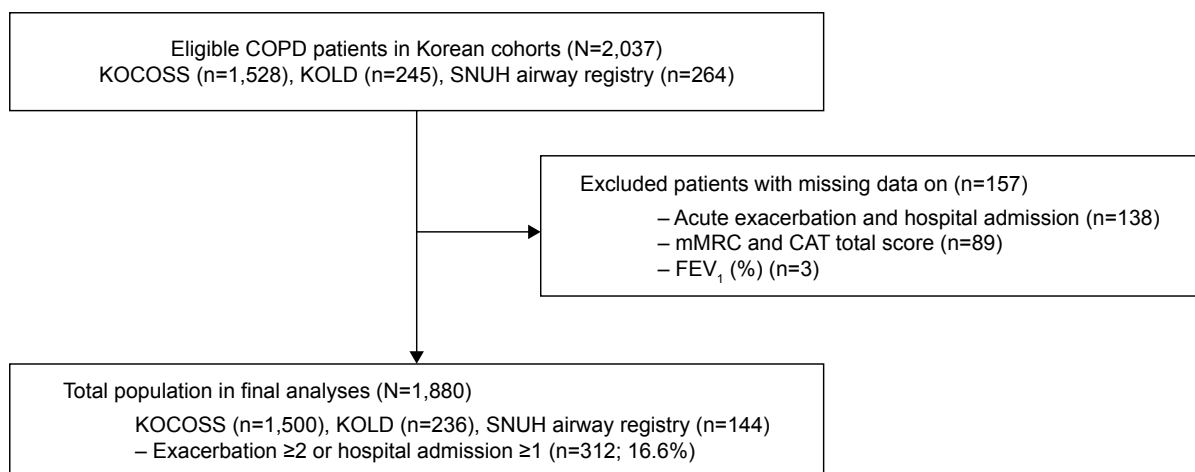 Eligible COPD patients in Korean cohorts (N=2,037)
KOCOSS (n=1,528), KOLD (n=245), SNUH airway registry (n=264)
Excluded patients with missing data on (n=157)
– Acute exacerbation and hospital admission (n=138)
– mMRC and CAT total score (n=89)
– FEV₁ (%) (n=3)
Total population in final analyses (N=1,880)
KOCOSS (n=1,500), KOLD (n=236), SNUH airway registry (n=144)
– Exacerbation ≥2 or hospital admission ≥1 (n=312; 16.6%)